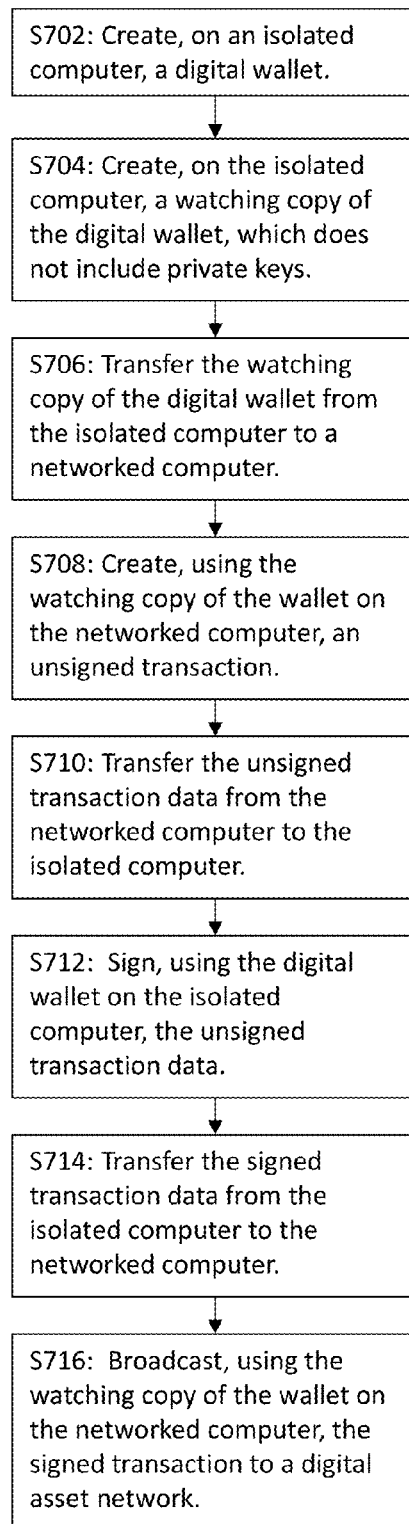 S702: Create, on an isolated
computer, a digital wallet.
S704: Create, on the isolated
computer, a watching copy of
the digital wallet, which does
not include private keys.
S706: Transfer the watching
copy of the digital wallet from
the isolated computer to a
networked computer.
S708: Create, using the
watching copy of the wallet on
the networked computer, an
unsigned transaction.
S710: Transfer the unsigned
transaction data from the
networked computer to the
isolated computer.
S712:  Sign, using the digital
wallet on the isolated
computer, the unsigned
transaction data.
S714: Transfer the signed
transaction data from the
isolated computer to the
networked computer.
S716:  Broadcast, using the
watching copy of the wallet on
the networked computer, the
signed transaction to a digital
asset network.